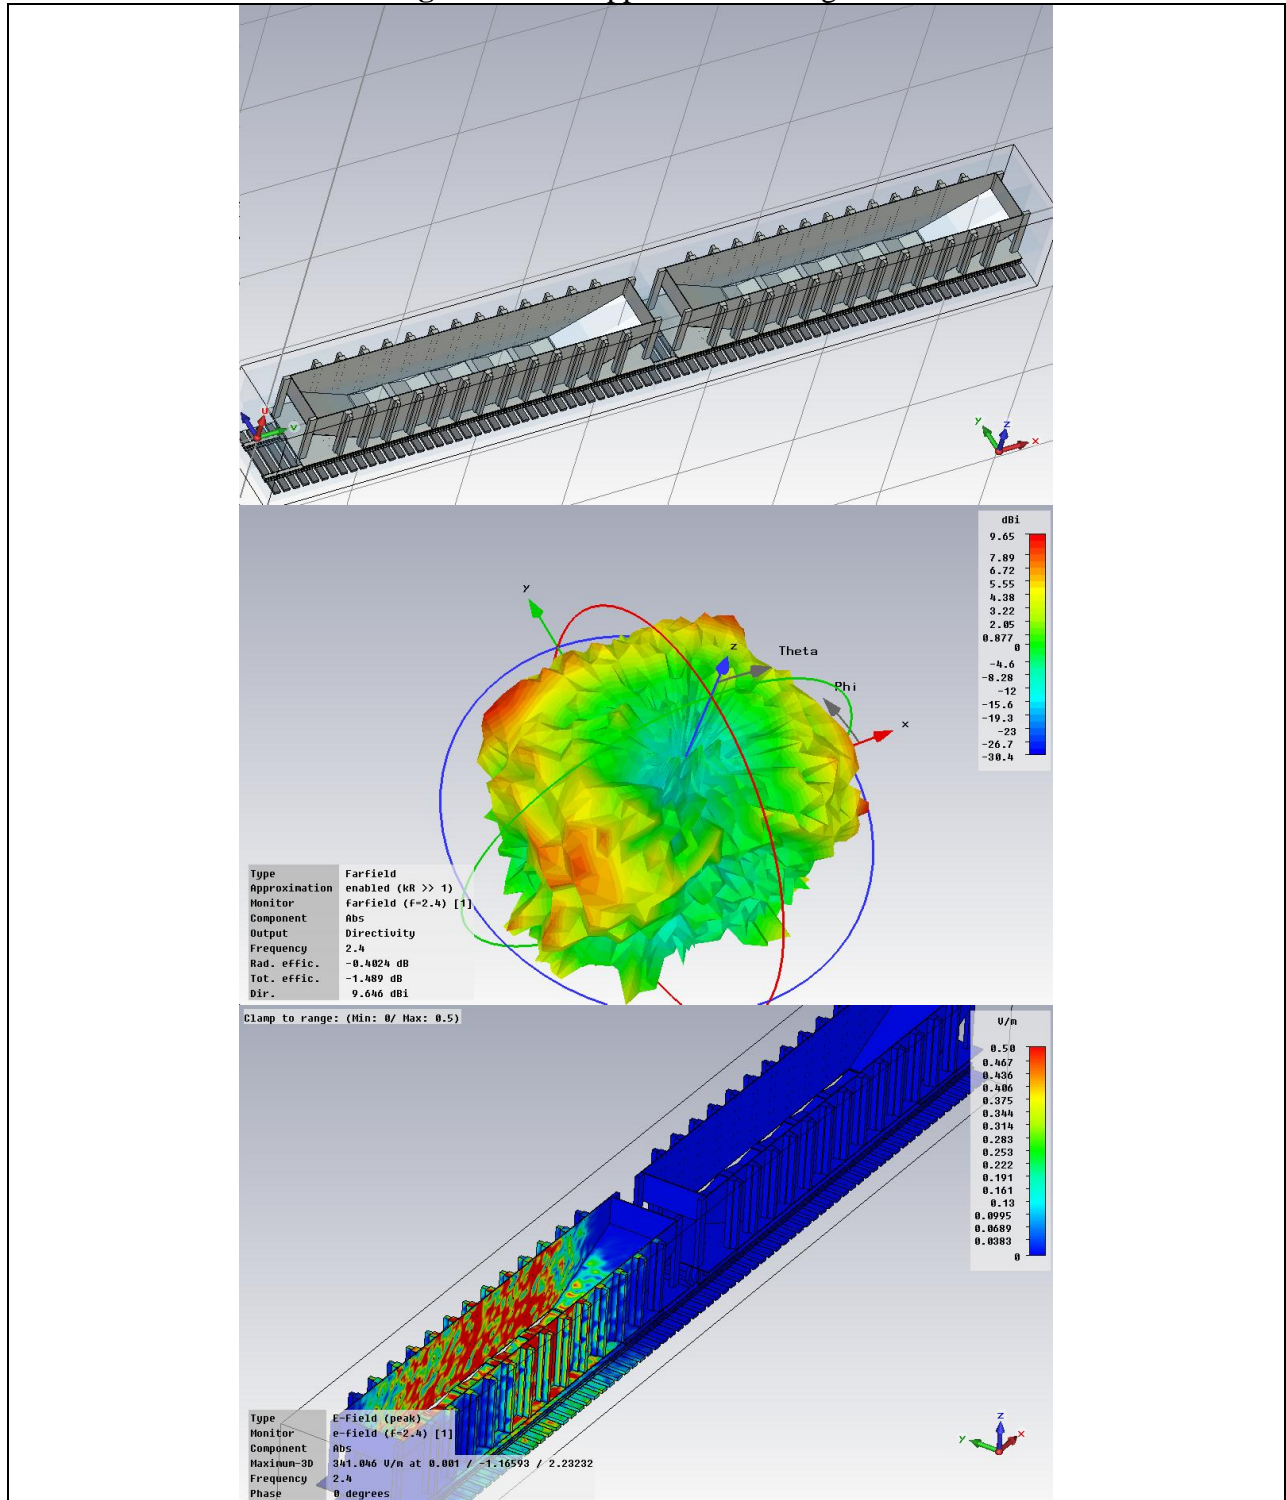 u
v
y
z
x
dBi
9.65
7.89
6.72
5.55
4.38
3.22
2.05
0.877
0
-4.6
-8.28
-12
-15.6
-19.3
-23
-26.7
-30.4
y
z
Theta
Phi
x
Type Farfield
Approximation enabled (kR >> 1)
Monitor farfield (f=2.4) [1]
Component Abs
Output Directivity
Frequency 2.4
Rad. effic. -0.4024 dB
Tot. effic. -1.489 dB
Dir. 9.646 dBi
Clamp to range: (Min: 0/ Max: 0.5)
V/m
0.50
0.467
0.436
0.406
0.375
0.344
0.314
0.283
0.253
0.222
0.191
0.161
0.13
0.0995
0.0689
0.0383
0
Type E-Field (peak)
Monitor e-field (f=2.4) [1]
Component Abs
Maximum-3D 341.046 V/m at 0.001 / -1.16593 / 2.23232
Frequency 2.4
Phase 0 degrees
z
y
x